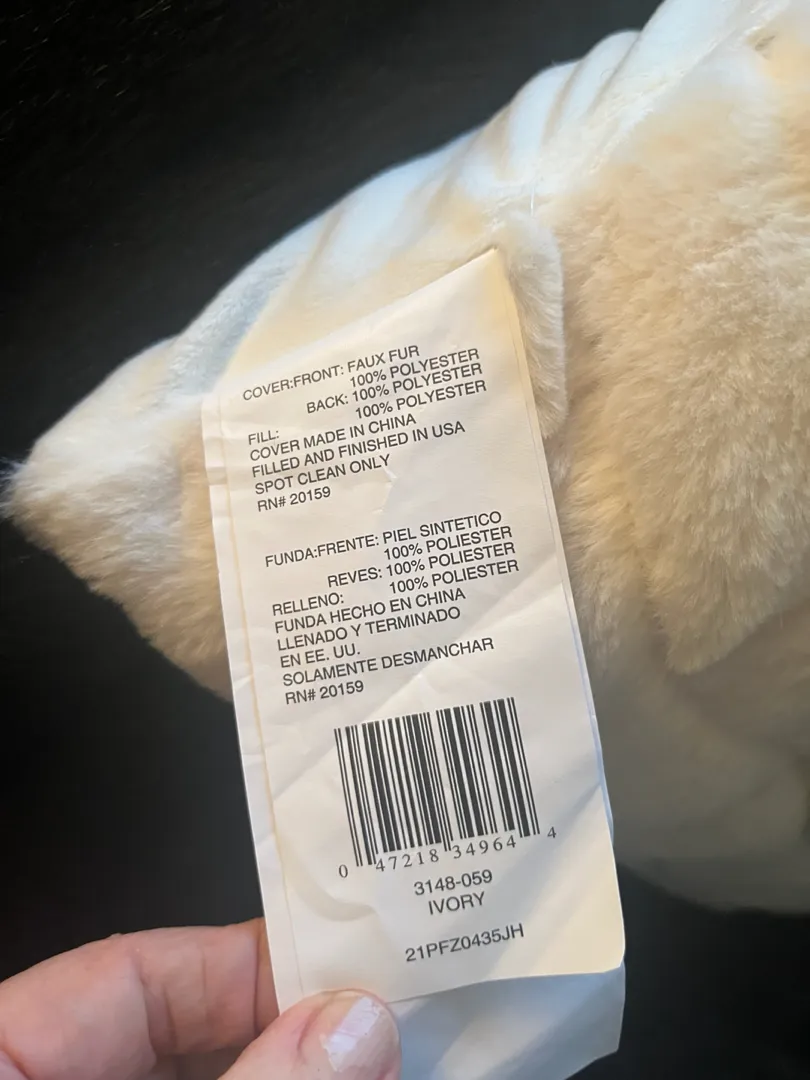 COVER:FRONT: FAUX FUR
100% POLYESTER
BACK: 100% POLYESTER
FILL: 100% POLYESTER
COVER MADE IN CHINA
FILLED AND FINISHED IN USA
SPOT CLEAN ONLY
RN# 20159
FUNDA:FRENTE: PIEL SINTETICO
100% POLIESTER
REVES: 100% POLIESTER
RELLENO: 100% POLIESTER
FUNDA HECHO EN CHINA
LLENADO Y TERMINADO
EN EE. UU.
SOLAMENTE DESMANCHAR
RN# 20159
0 47218 34964 4
3148-059
IVORY
21PFZ0435JH